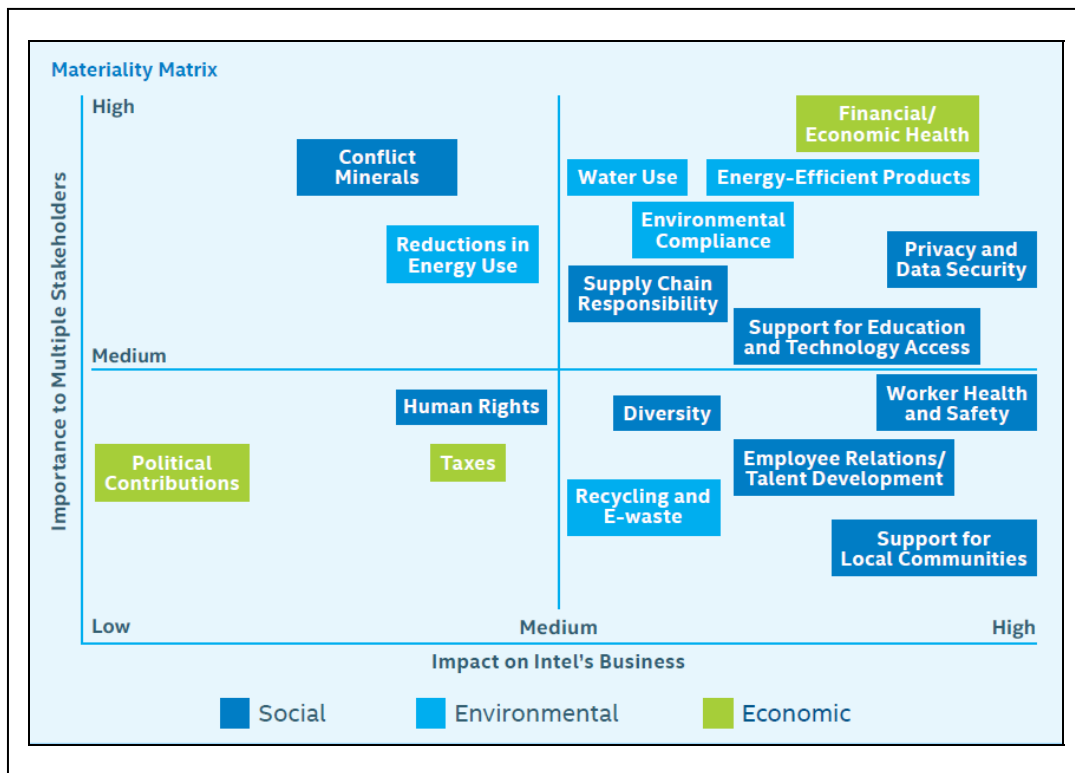 Materiality Matrix
High
Financial/
Economic Health
Conflict
Minerals
Water Use
Energy-Efficient Products
Environmental
Compliance
Reductions in
Energy Use
Privacy and
Data Security
Supply Chain
Responsibility
Support for Education
and Technology Access
Importance to Multiple Stakeholders
Medium
Human Rights
Diversity
Worker Health
and Safety
Political
Contributions
Taxes
Employee Relations/
Talent Development
Recycling and
E-waste
Support for
Local Communities
Low
Medium
High
Impact on Intel's Business
Social
Environmental
Economic